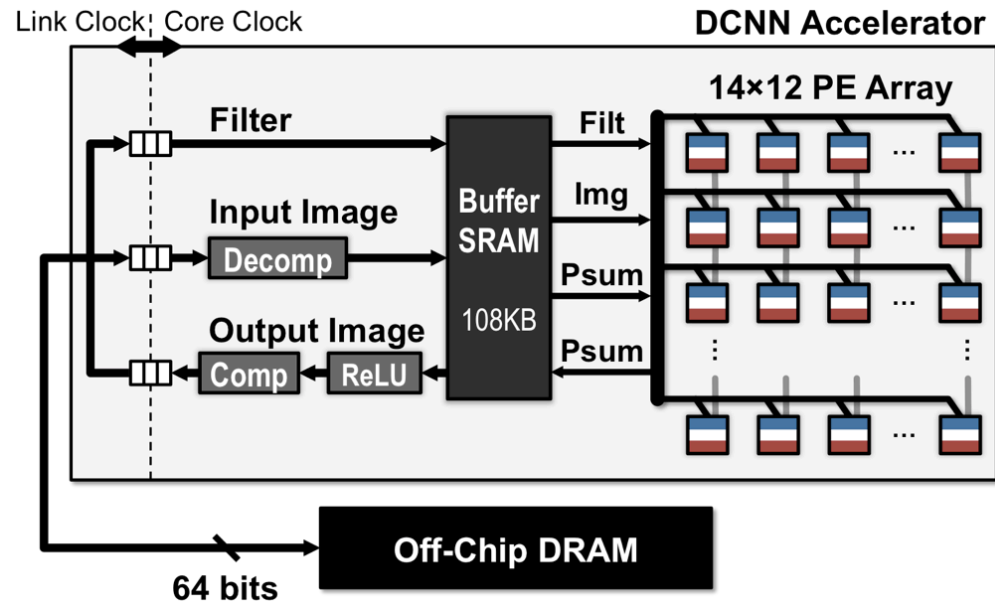 Link Clock
Core Clock
DCNN Accelerator
14×12 PE Array
Filter
Filt
Input Image
Decomp
Buffer
SRAM
108KB
Img
Psum
Output Image
Comp
ReLU
Psum
...
...
...
...
Off-Chip DRAM
64 bits